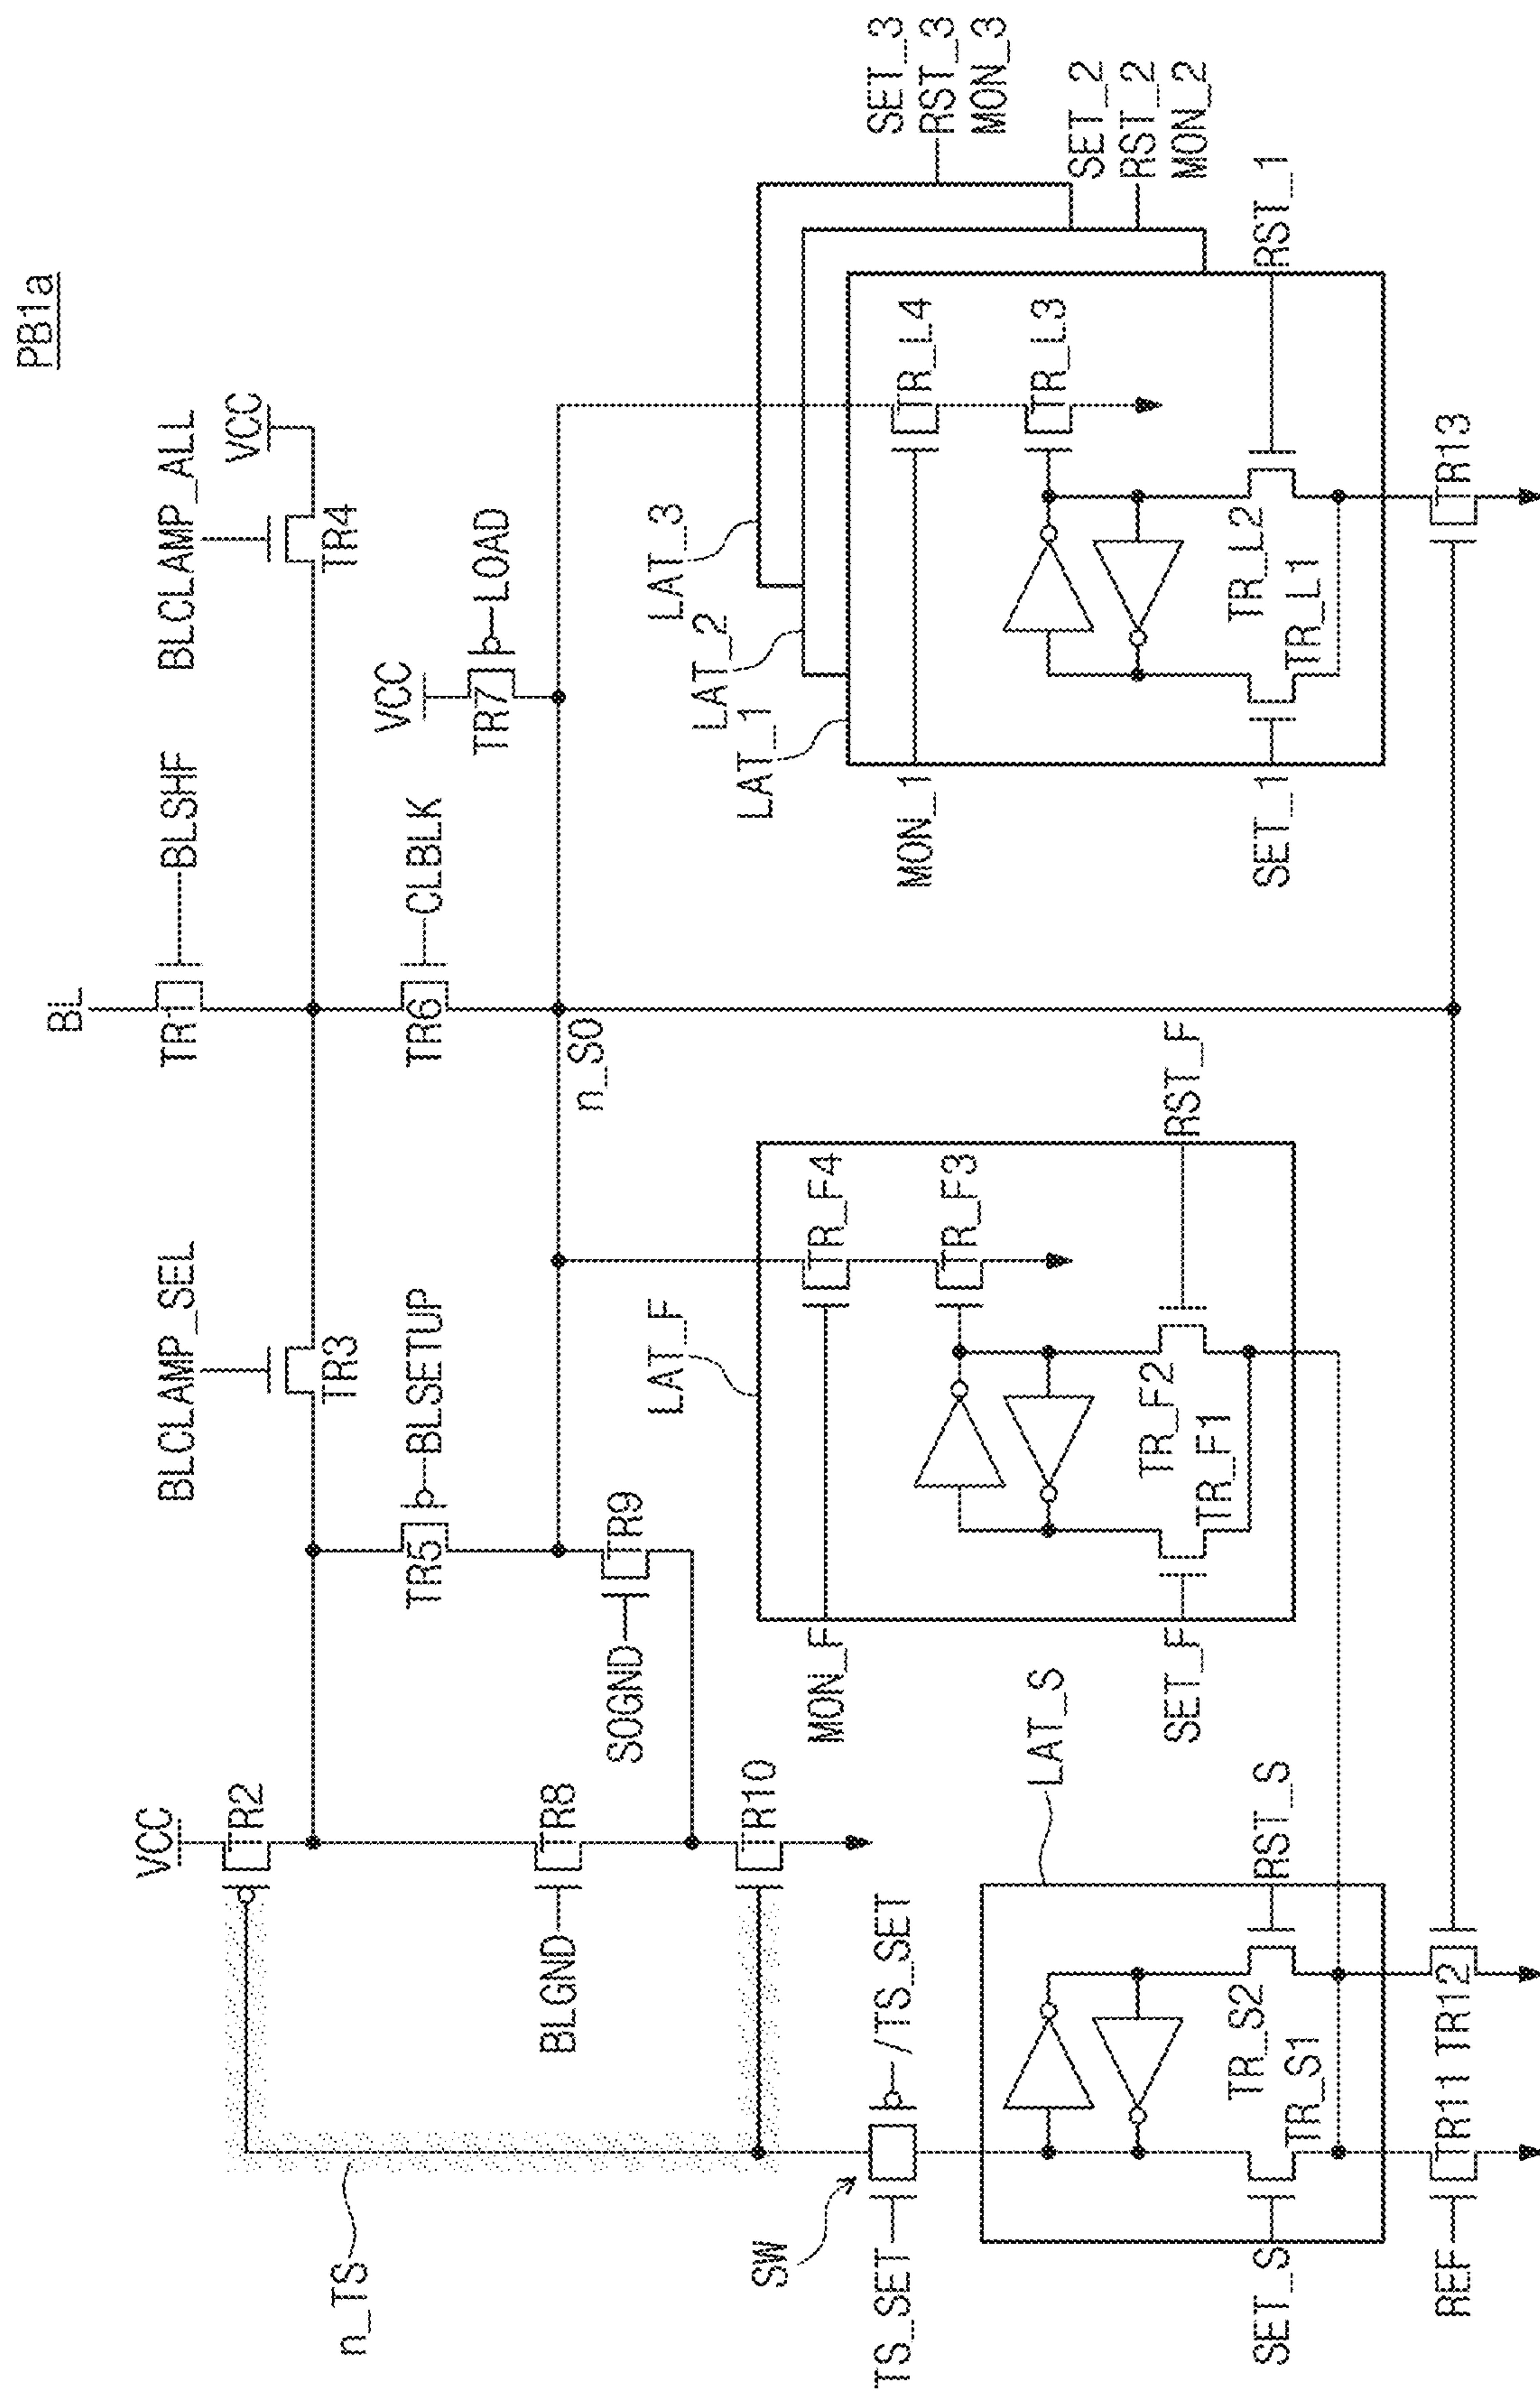 PB1a
BL
TR1
BLSHF
BLCLAMP_SEL
TR3
BLCLAMP_ALL
TR4
VCC
VCC
TR2
TR5
BLSETUP
TR6
CLBLK
VCC
TR7
LOAD
n_SO
BLGND
TR8
SOGND
TR9
TR10
n_TS
SW
TS_SET
/TS_SET
LAT_S
SET_S
RST_S
TR_S2
TR_S1
REF
TR11
TR12
LAT_F
MON_F
TR_F4
TR_F3
TR_F2
TR_F1
SET_F
RST_F
LAT_3
LAT_2
LAT_1
MON_1
TR_L4
TR_L3
TR_L2
TR_L1
SET_1
RST_1
SET_3
RST_3
MON_3
SET_2
RST_2
MON_2
TR13